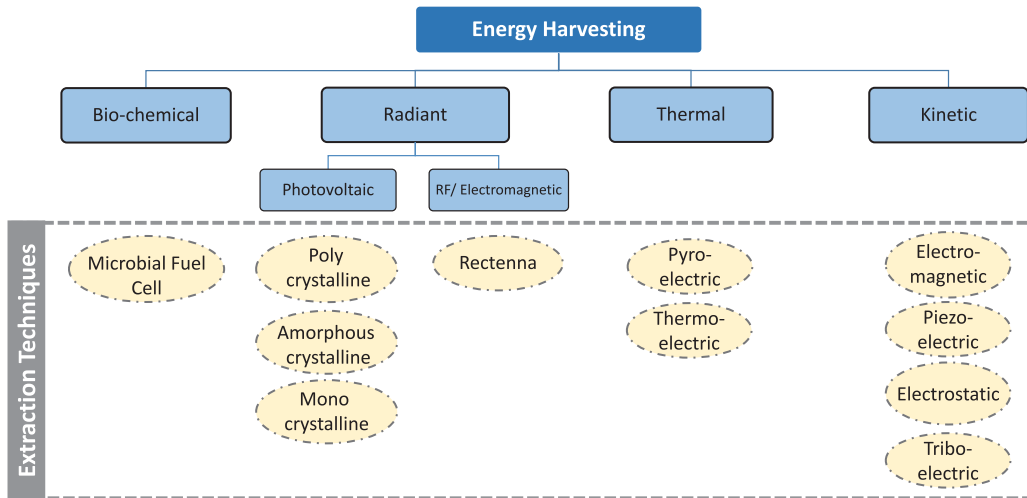 Energy Harvesting
Bio-chemical
Radiant
Thermal
Kinetic
Photovoltaic
RF/ Electromagnetic
Extraction Techniques
Microbial Fuel
Cell
Poly
crystalline
Amorphous
crystalline
Mono
crystalline
Rectenna
Pyro-
electric
Thermo-
electric
Electro-
magnetic
Piezo-
electric
Electrostatic
Tribo-
electric